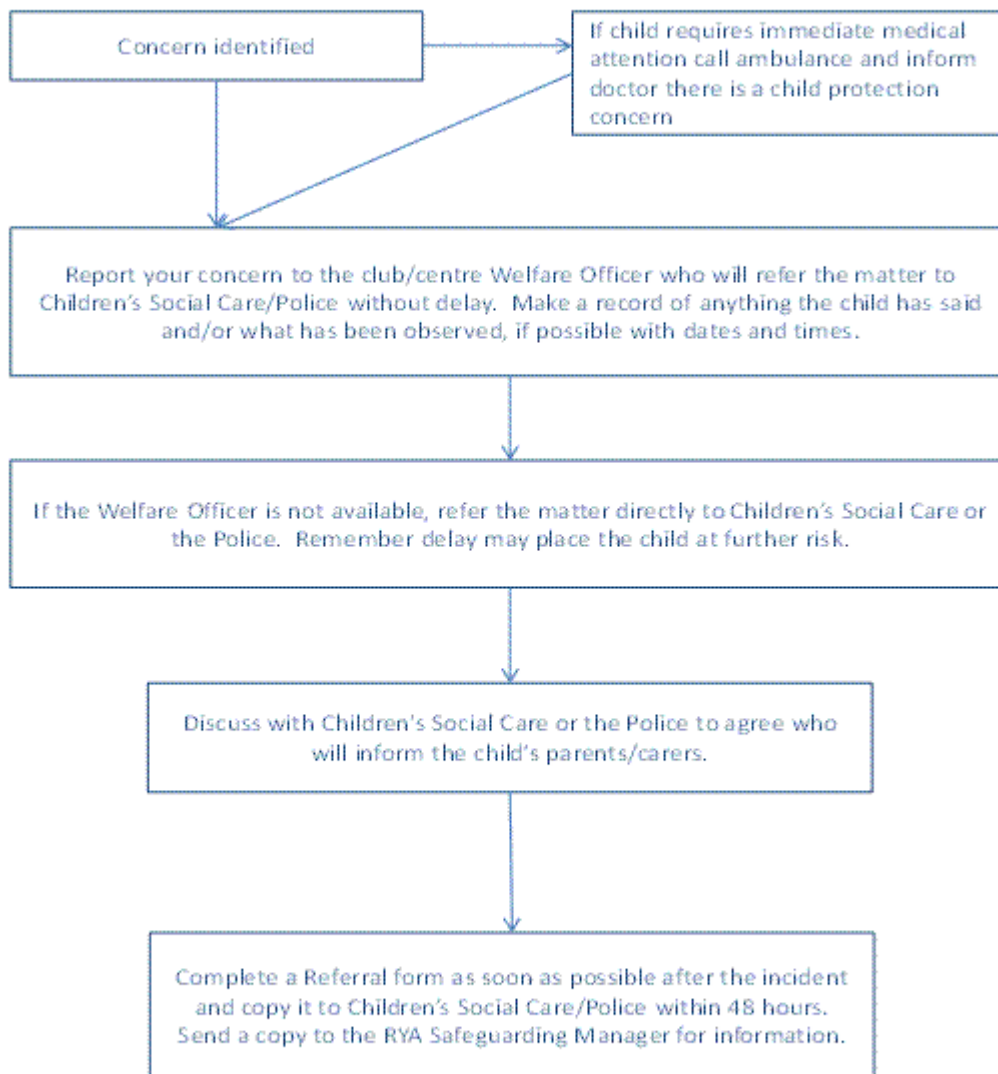 Concern identified
If child requires immediate medical
attention call ambulance and inform
doctor there is a child protection
concern
Report your concern to the club/centre Welfare Officer who will refer the matter to
Children's Social Care/Police without delay.  Make a record of anything the child has said
and/or what has been observed, if possible with dates and times.
If the Welfare Officer is not available, refer the matter directly to Children's Social Care or
the Police.  Remember delay may place the child at further risk.
Discuss with Children's Social Care or the Police to agree who
will inform the child's parents/carers.
Complete a Referral form as soon as possible after the incident
and copy it to Children's Social Care/Police within 48 hours.
Send a copy to the RYA Safeguarding Manager for information.